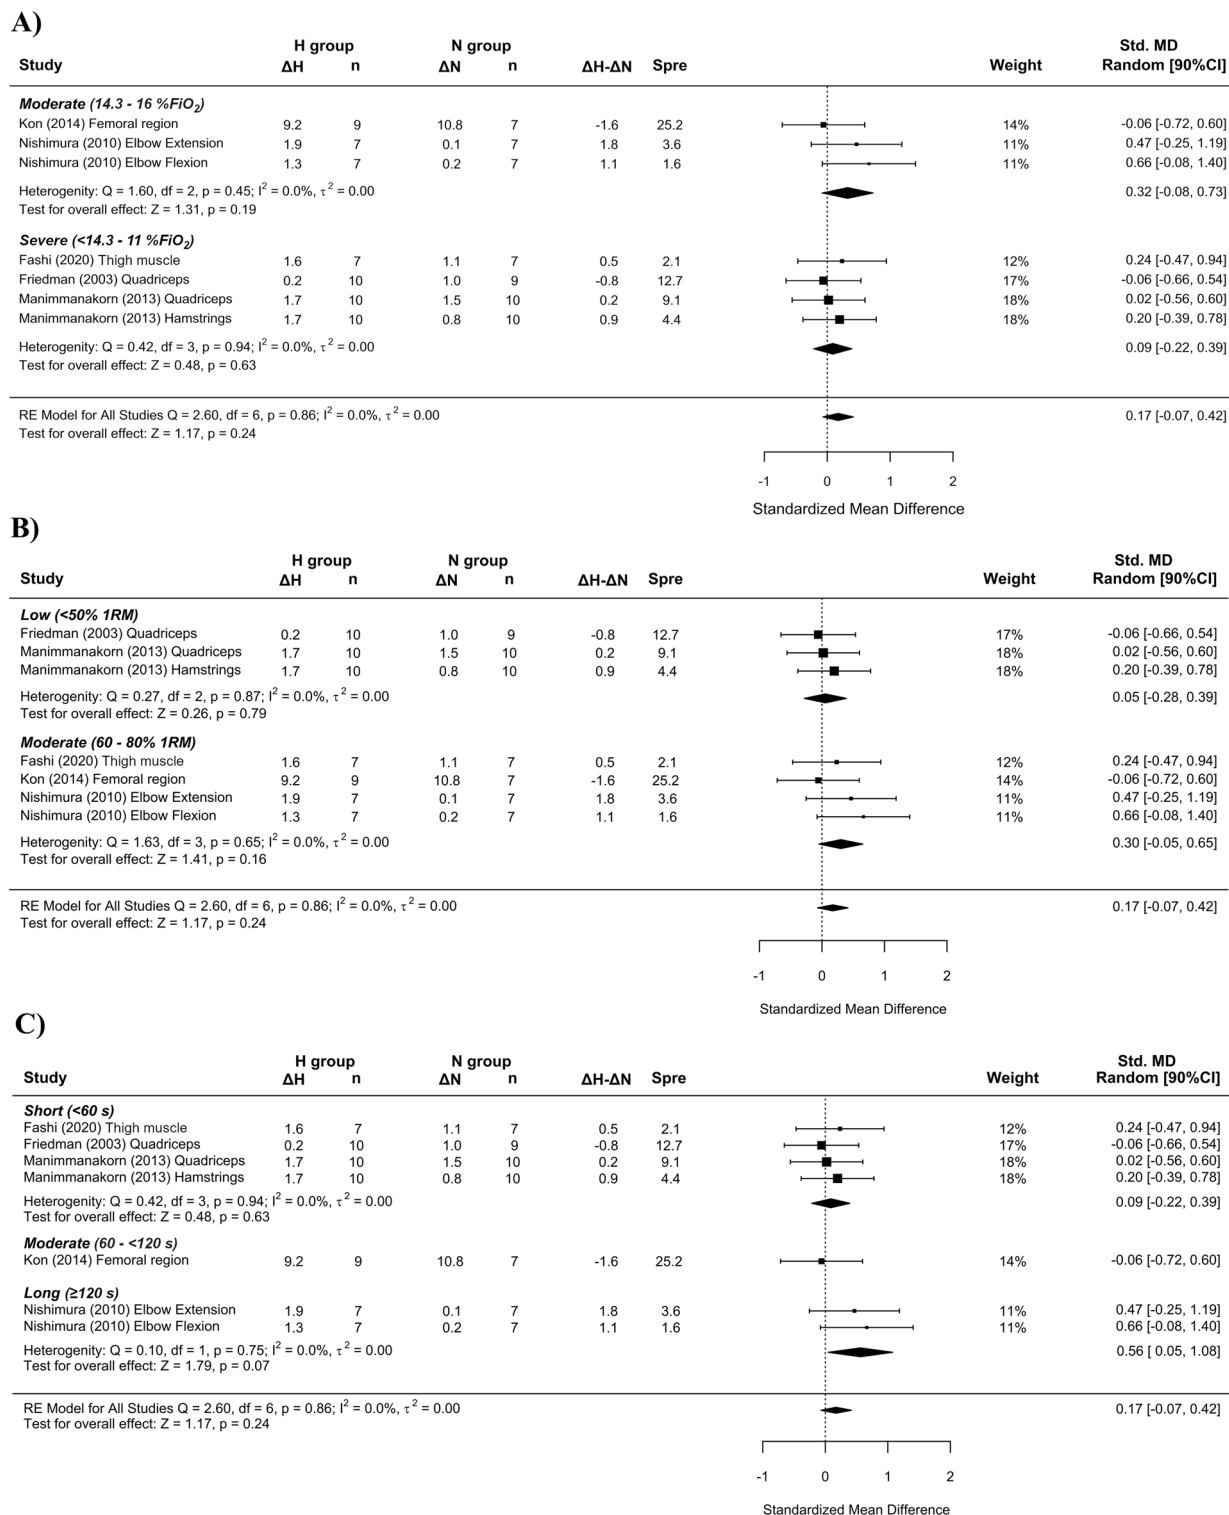 A)
H group N group Std. MD
Study ΔH n ΔN n ΔH-ΔN Spre Weight Random [90%CI]
Moderate (14.3 - 16 %FiO2)
Kon (2014) Femoral region 9.2 9 10.8 7 -1.6 25.2 14% -0.06 [-0.72, 0.60]
Nishimura (2010) Elbow Extension 1.9 7 0.1 7 1.8 3.6 11% 0.47 [-0.25, 1.19]
Nishimura (2010) Elbow Flexion 1.3 7 0.2 7 1.1 1.6 11% 0.66 [-0.08, 1.40]
Heterogenity: Q = 1.60, df = 2, p = 0.45; I2 = 0.0%, τ2 = 0.00 0.32 [-0.08, 0.73]
Test for overall effect: Z = 1.31, p = 0.19
Severe (<14.3 - 11 %FiO2)
Fashi (2020) Thigh muscle 1.6 7 1.1 7 0.5 2.1 12% 0.24 [-0.47, 0.94]
Friedman (2003) Quadriceps 0.2 10 1.0 9 -0.8 12.7 17% -0.06 [-0.66, 0.54]
Manimmanakorn (2013) Quadriceps 1.7 10 1.5 10 0.2 9.1 18% 0.02 [-0.56, 0.60]
Manimmanakorn (2013) Hamstrings 1.7 10 0.8 10 0.9 4.4 18% 0.20 [-0.39, 0.78]
Heterogenity: Q = 0.42, df = 3, p = 0.94; I2 = 0.0%, τ2 = 0.00 0.09 [-0.22, 0.39]
Test for overall effect: Z = 0.48, p = 0.63
RE Model for All Studies Q = 2.60, df = 6, p = 0.86; I2 = 0.0%, τ2 = 0.00 0.17 [-0.07, 0.42]
Test for overall effect: Z = 1.17, p = 0.24
-1 0 1 2
Standardized Mean Difference
B)
H group N group Std. MD
Study ΔH n ΔN n ΔH-ΔN Spre Weight Random [90%CI]
Low (<50% 1RM)
Friedman (2003) Quadriceps 0.2 10 1.0 9 -0.8 12.7 17% -0.06 [-0.66, 0.54]
Manimmanakorn (2013) Quadriceps 1.7 10 1.5 10 0.2 9.1 18% 0.02 [-0.56, 0.60]
Manimmanakorn (2013) Hamstrings 1.7 10 0.8 10 0.9 4.4 18% 0.20 [-0.39, 0.78]
Heterogenity: Q = 0.27, df = 2, p = 0.87; I2 = 0.0%, τ2 = 0.00 0.05 [-0.28, 0.39]
Test for overall effect: Z = 0.26, p = 0.79
Moderate (60 - 80% 1RM)
Fashi (2020) Thigh muscle 1.6 7 1.1 7 0.5 2.1 12% 0.24 [-0.47, 0.94]
Kon (2014) Femoral region 9.2 9 10.8 7 -1.6 25.2 14% -0.06 [-0.72, 0.60]
Nishimura (2010) Elbow Extension 1.9 7 0.1 7 1.8 3.6 11% 0.47 [-0.25, 1.19]
Nishimura (2010) Elbow Flexion 1.3 7 0.2 7 1.1 1.6 11% 0.66 [-0.08, 1.40]
Heterogenity: Q = 1.63, df = 3, p = 0.65; I2 = 0.0%, τ2 = 0.00 0.30 [-0.05, 0.65]
Test for overall effect: Z = 1.41, p = 0.16
RE Model for All Studies Q = 2.60, df = 6, p = 0.86; I2 = 0.0%, τ2 = 0.00 0.17 [-0.07, 0.42]
Test for overall effect: Z = 1.17, p = 0.24
-1 0 1 2
Standardized Mean Difference
C)
H group N group Std. MD
Study ΔH n ΔN n ΔH-ΔN Spre Weight Random [90%CI]
Short (<60 s)
Fashi (2020) Thigh muscle 1.6 7 1.1 7 0.5 2.1 12% 0.24 [-0.47, 0.94]
Friedman (2003) Quadriceps 0.2 10 1.0 9 -0.8 12.7 17% -0.06 [-0.66, 0.54]
Manimmanakorn (2013) Quadriceps 1.7 10 1.5 10 0.2 9.1 18% 0.02 [-0.56, 0.60]
Manimmanakorn (2013) Hamstrings 1.7 10 0.8 10 0.9 4.4 18% 0.20 [-0.39, 0.78]
Heterogenity: Q = 0.42, df = 3, p = 0.94; I2 = 0.0%, τ2 = 0.00 0.09 [-0.22, 0.39]
Test for overall effect: Z = 0.48, p = 0.63
Moderate (60 - <120 s)
Kon (2014) Femoral region 9.2 9 10.8 7 -1.6 25.2 14% -0.06 [-0.72, 0.60]
Long (≥120 s)
Nishimura (2010) Elbow Extension 1.9 7 0.1 7 1.8 3.6 11% 0.47 [-0.25, 1.19]
Nishimura (2010) Elbow Flexion 1.3 7 0.2 7 1.1 1.6 11% 0.66 [-0.08, 1.40]
Heterogenity: Q = 0.10, df = 1, p = 0.75; I2 = 0.0%, τ2 = 0.00 0.56 [ 0.05, 1.08]
Test for overall effect: Z = 1.79, p = 0.07
RE Model for All Studies Q = 2.60, df = 6, p = 0.86; I2 = 0.0%, τ2 = 0.00 0.17 [-0.07, 0.42]
Test for overall effect: Z = 1.17, p = 0.24
-1 0 1 2
Standardized Mean Difference